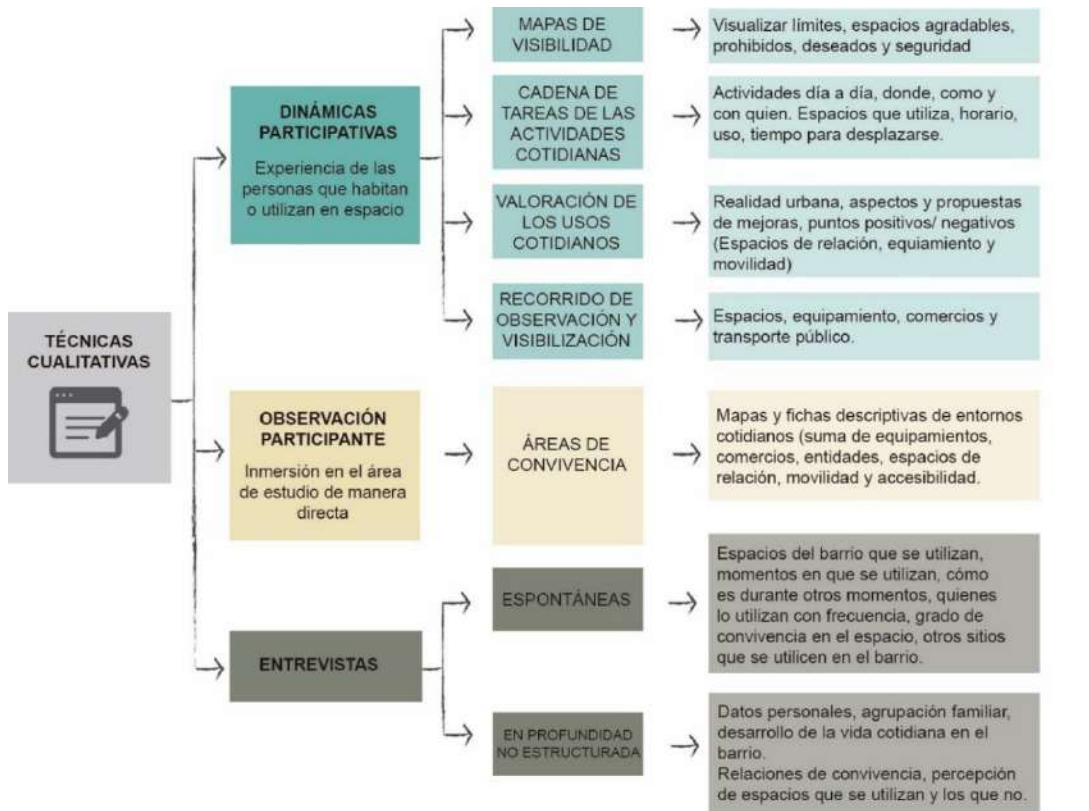 TÉCNICAS
CUALITATIVAS
DINÁMICAS
PARTICIPATIVAS
Experiencia de las
personas que habitan
o utilizan en espacio
MAPAS DE
VISIBILIDAD
Visualizar límites, espacios agradables,
prohibidos, deseados y seguridad
CADENA DE
TAREAS DE LAS
ACTIVIDADES
COTIDIANAS
Actividades día a día, donde, como y
con quien. Espacios que utiliza, horario,
uso, tiempo para desplazarse.
VALORACIÓN DE
LOS USOS
COTIDIANOS
Realidad urbana, aspectos y propuestas
de mejoras, puntos positivos/ negativos
(Espacios de relación, equiamiento y
movilidad)
RECORRIDO DE
OBSERVACIÓN Y
VISIBILIZACIÓN
Espacios, equipamiento, comercios y
transporte público.
OBSERVACIÓN
PARTICIPANTE
Inmersión en el área
de estudio de manera
directa
ÁREAS DE
CONVIVENCIA
Mapas y fichas descriptivas de entornos
cotidianos (suma de equipamientos,
comercios, entidades, espacios de
relación, movilidad y accesibilidad.
ENTREVISTAS
ESPONTÁNEAS
Espacios del barrio que se utilizan,
momentos en que se utilizan, cómo
es durante otros momentos, quienes
lo utilizan con frecuencia, grado de
convivencia en el espacio, otros sitios
que se utilicen en el barrio.
EN PROFUNDIDAD
NO ESTRUCTURADA
Datos personales, agrupación familiar,
desarrollo de la vida cotidiana en el
barrio.
Relaciones de convivencia, percepción
de espacios que se utilizan y los que no.